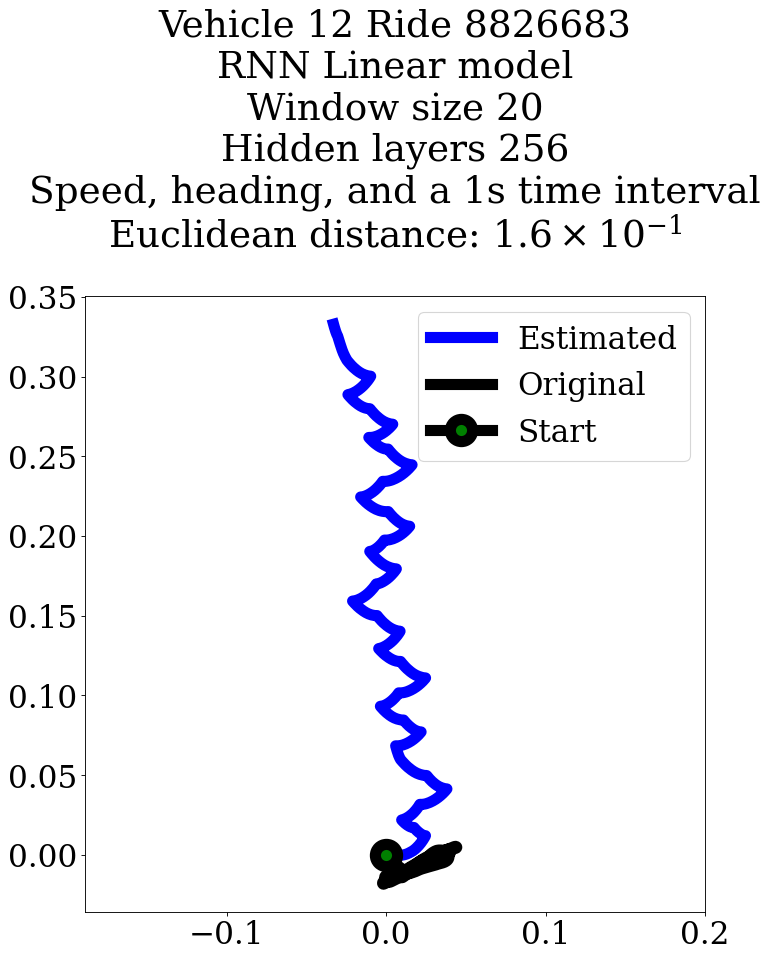 Vehicle 12 Ride 8826683
RNN Linear model
Window size 20
Hidden layers 256
Speed, heading, and a 1s time interval
Euclidean distance: 1.6 × 10⁻¹
0.35
0.30
0.25
0.20
0.15
0.10
0.05
0.00
Estimated
Original
Start
−0.1
0.0
0.1
0.2